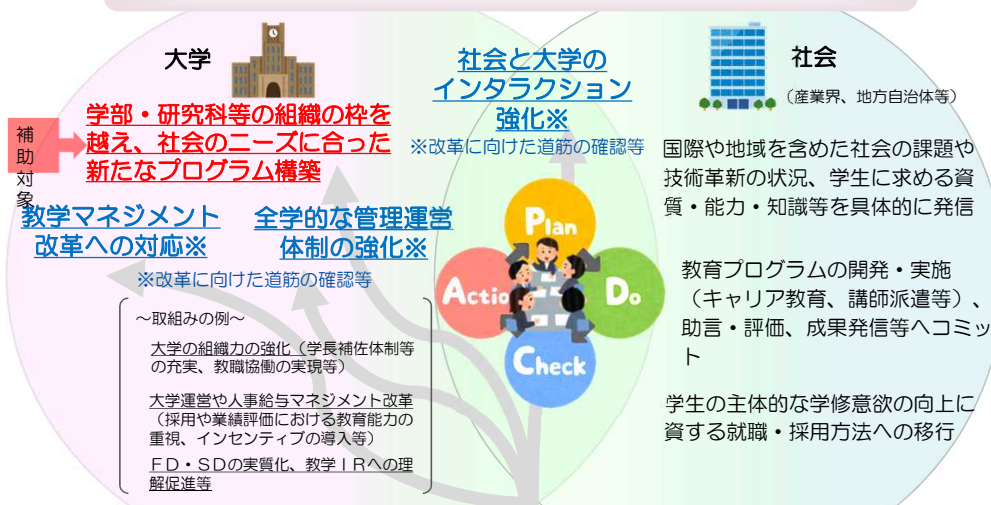 大学
補助対象
学部・研究科等の組織の枠を
越え、社会のニーズに合った
新たなプログラム構築
教学マネジメント
改革への対応※
全学的な管理運営
体制の強化※
※改革に向けた道筋の確認等
～取組みの例～
大学の組織力の強化（学長補佐体制等
の充実、教職協働の実現等）
大学運営や人事給与マネジメント改革
（採用や業績評価における教育能力の
重視、インセンティブの導入等）
ＦＤ・ＳＤの実質化、教学ＩＲへの理
解促進等
社会と大学の
インタラクション
強化※
※改革に向けた道筋の確認等
Plan
Actio
Do
Check
社会
（産業界、地方自治体等）
国際や地域を含めた社会の課題や
技術革新の状況、学生に求める資
質・能力・知識等を具体的に発信
教育プログラムの開発・実施
（キャリア教育、講師派遣等）、
助言・評価、成果発信等へコミッ
ト
学生の主体的な学修意欲の向上に
資する就職・採用方法への移行